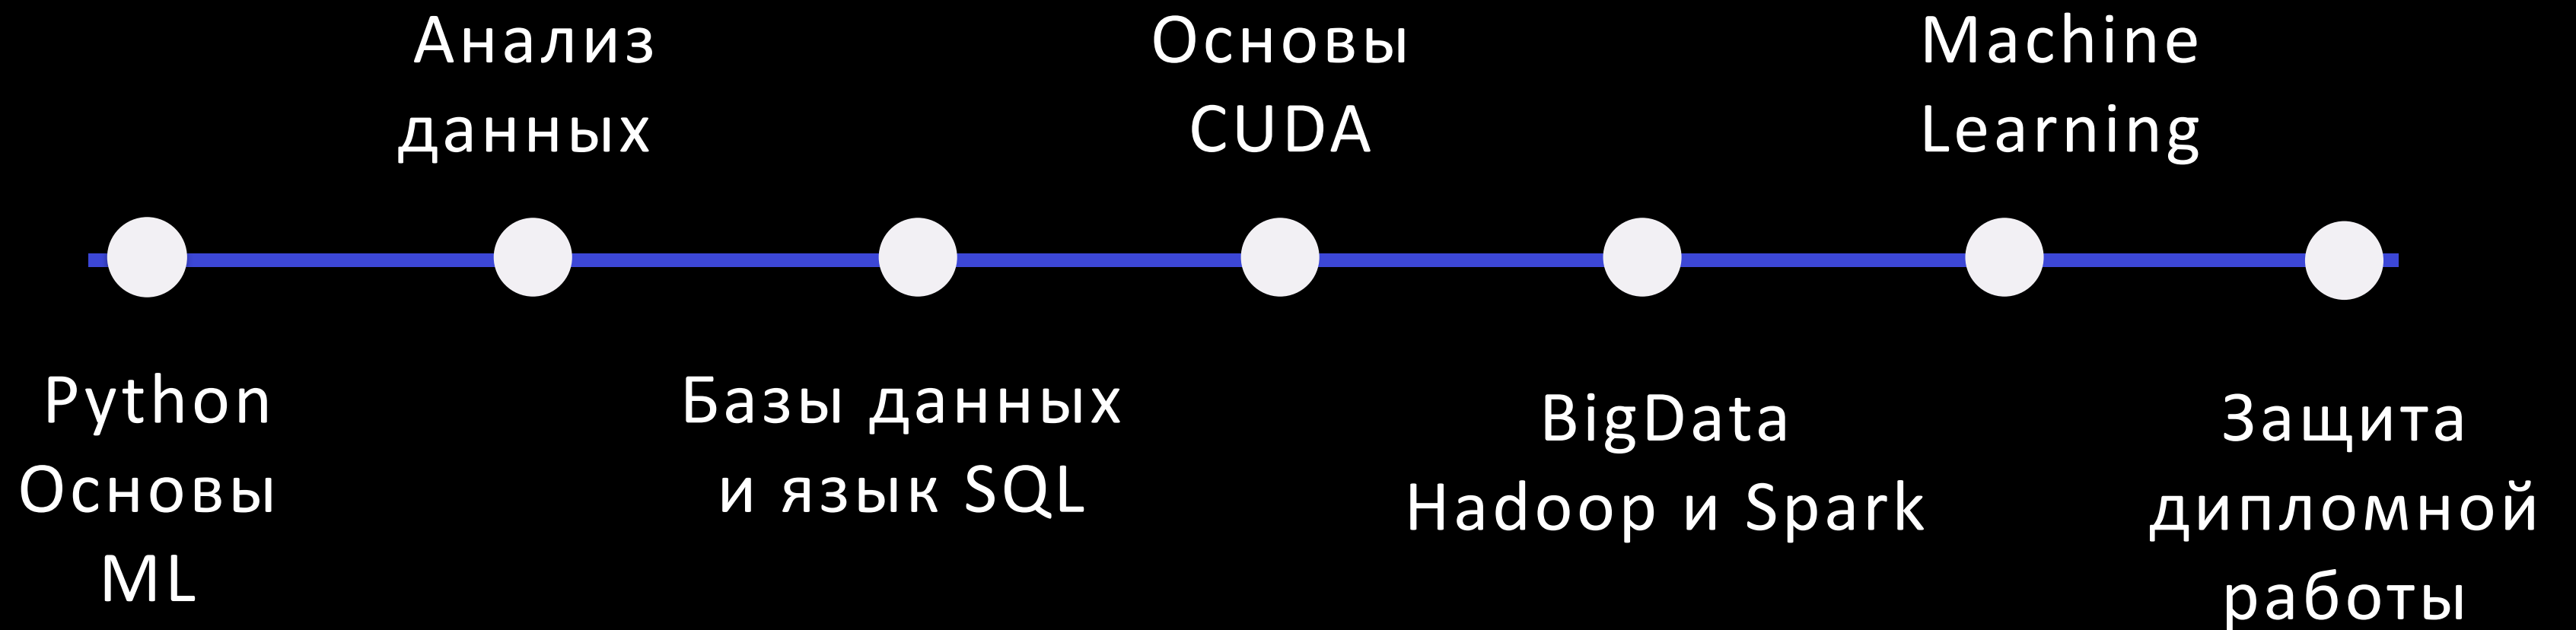 Анализ
данных
Основы
CUDA
Machine
Learning
Python
Основы
ML
Базы данных
и язык SQL
BigData
Hadoop и Spark
Защита
дипломной
работы